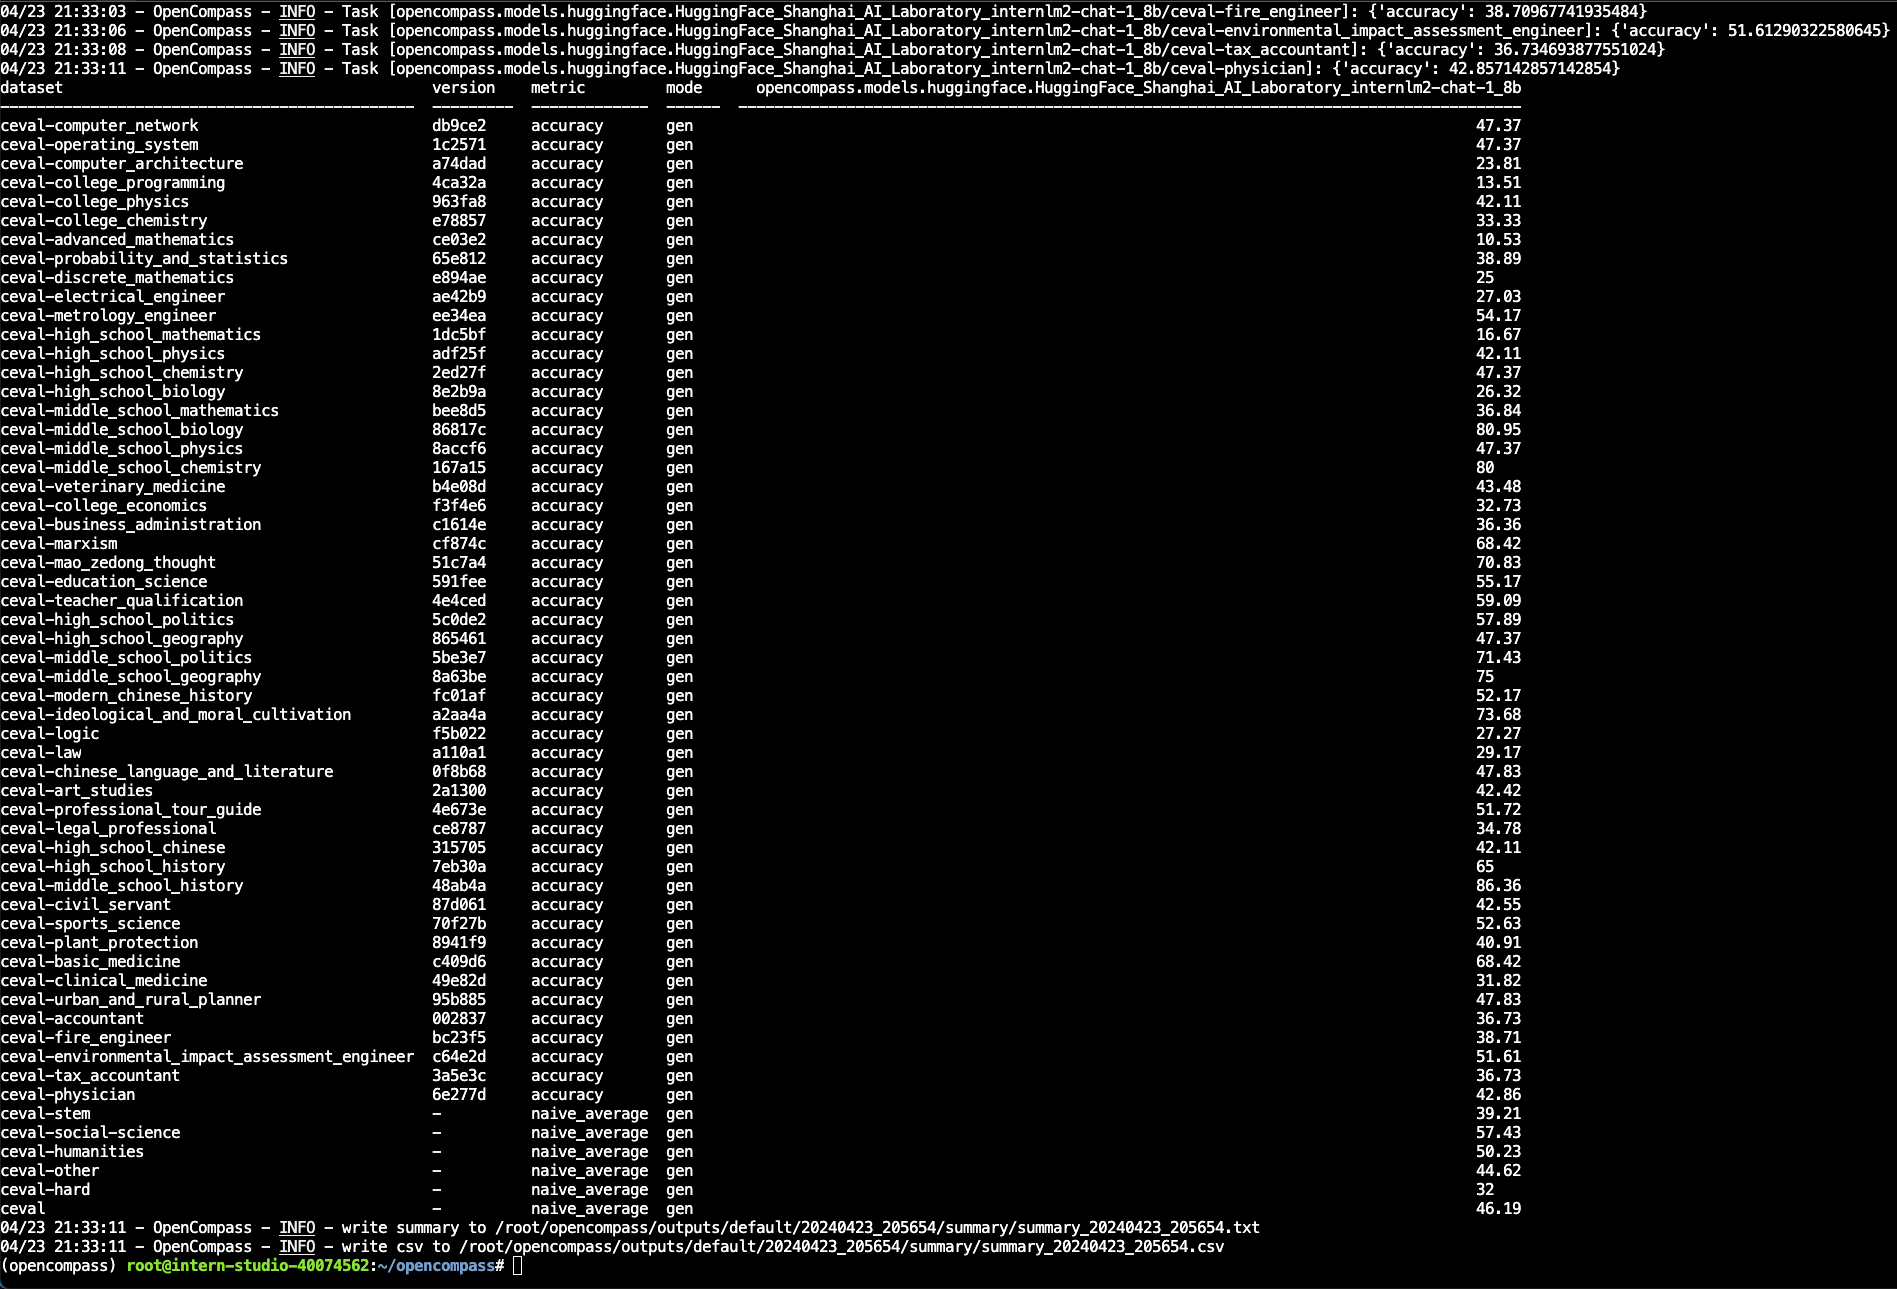 04/23 21:33:03 - OpenCompass - INFO - Task [opencompass.models.huggingface.HuggingFace_Shanghai_AI_Laboratory_internlm2-chat-1_8b/ceval-fire_engineer]: {'accuracy': 38.70967741935484}
04/23 21:33:06 - OpenCompass - INFO - Task [opencompass.models.huggingface.HuggingFace_Shanghai_AI_Laboratory_internlm2-chat-1_8b/ceval-environmental_impact_assessment_engineer]: {'accuracy': 51.61290322580645}
04/23 21:33:08 - OpenCompass - INFO - Task [opencompass.models.huggingface.HuggingFace_Shanghai_AI_Laboratory_internlm2-chat-1_8b/ceval-tax_accountant]: {'accuracy': 36.734693877551024}
04/23 21:33:11 - OpenCompass - INFO - Task [opencompass.models.huggingface.HuggingFace_Shanghai_AI_Laboratory_internlm2-chat-1_8b/ceval-physician]: {'accuracy': 42.857142857142854}
dataset version metric mode opencompass.models.huggingface.HuggingFace_Shanghai_AI_Laboratory_internlm2-chat-1_8b
ceval-computer_network db9ce2 accuracy gen 47.37
ceval-operating_system 1c2571 accuracy gen 47.37
ceval-computer_architecture a74dad accuracy gen 23.81
ceval-college_programming 4ca32a accuracy gen 13.51
ceval-college_physics 963fa8 accuracy gen 42.11
ceval-college_chemistry e78857 accuracy gen 33.33
ceval-advanced_mathematics ce03e2 accuracy gen 10.53
ceval-probability_and_statistics 65e812 accuracy gen 38.89
ceval-discrete_mathematics e894ae accuracy gen 25
ceval-electrical_engineer ae42b9 accuracy gen 27.03
ceval-metrology_engineer ee34ea accuracy gen 54.17
ceval-high_school_mathematics 1dc5bf accuracy gen 16.67
ceval-high_school_physics adf25f accuracy gen 42.11
ceval-high_school_chemistry 2ed27f accuracy gen 47.37
ceval-high_school_biology 8e2b9a accuracy gen 26.32
ceval-middle_school_mathematics bee8d5 accuracy gen 36.84
ceval-middle_school_biology 86817c accuracy gen 80.95
ceval-middle_school_physics 8accf6 accuracy gen 47.37
ceval-middle_school_chemistry 167a15 accuracy gen 80
ceval-veterinary_medicine b4e08d accuracy gen 43.48
ceval-college_economics f3f4e6 accuracy gen 32.73
ceval-business_administration c1614e accuracy gen 36.36
ceval-marxism cf874c accuracy gen 68.42
ceval-mao_zedong_thought 51c7a4 accuracy gen 70.83
ceval-education_science 591fee accuracy gen 55.17
ceval-teacher_qualification 4e4ced accuracy gen 59.09
ceval-high_school_politics 5c0de2 accuracy gen 57.89
ceval-high_school_geography 865461 accuracy gen 47.37
ceval-middle_school_politics 5be3e7 accuracy gen 71.43
ceval-middle_school_geography 8a63be accuracy gen 75
ceval-modern_chinese_history fc01af accuracy gen 52.17
ceval-ideological_and_moral_cultivation a2aa4a accuracy gen 73.68
ceval-logic f5b022 accuracy gen 27.27
ceval-law a110a1 accuracy gen 29.17
ceval-chinese_language_and_literature 0f8b68 accuracy gen 47.83
ceval-art_studies 2a1300 accuracy gen 42.42
ceval-professional_tour_guide 4e673e accuracy gen 51.72
ceval-legal_professional ce8787 accuracy gen 34.78
ceval-high_school_chinese 315705 accuracy gen 42.11
ceval-high_school_history 7eb30a accuracy gen 65
ceval-middle_school_history 48ab4a accuracy gen 86.36
ceval-civil_servant 87d061 accuracy gen 42.55
ceval-sports_science 70f27b accuracy gen 52.63
ceval-plant_protection 8941f9 accuracy gen 40.91
ceval-basic_medicine c409d6 accuracy gen 68.42
ceval-clinical_medicine 49e82d accuracy gen 31.82
ceval-urban_and_rural_planner 95b885 accuracy gen 47.83
ceval-accountant 002837 accuracy gen 36.73
ceval-fire_engineer bc23f5 accuracy gen 38.71
ceval-environmental_impact_assessment_engineer c64e2d accuracy gen 51.61
ceval-tax_accountant 3a5e3c accuracy gen 36.73
ceval-physician 6e277d accuracy gen 42.86
ceval-stem - naive_average gen 39.21
ceval-social-science - naive_average gen 57.43
ceval-humanities - naive_average gen 50.23
ceval-other - naive_average gen 44.62
ceval-hard - naive_average gen 32
ceval - naive_average gen 46.19
04/23 21:33:11 - OpenCompass - INFO - write summary to /root/opencompass/outputs/default/20240423_205654/summary/summary_20240423_205654.txt
04/23 21:33:11 - OpenCompass - INFO - write csv to /root/opencompass/outputs/default/20240423_205654/summary/summary_20240423_205654.csv
(opencompass) root@intern-studio-40074562:~/opencompass#